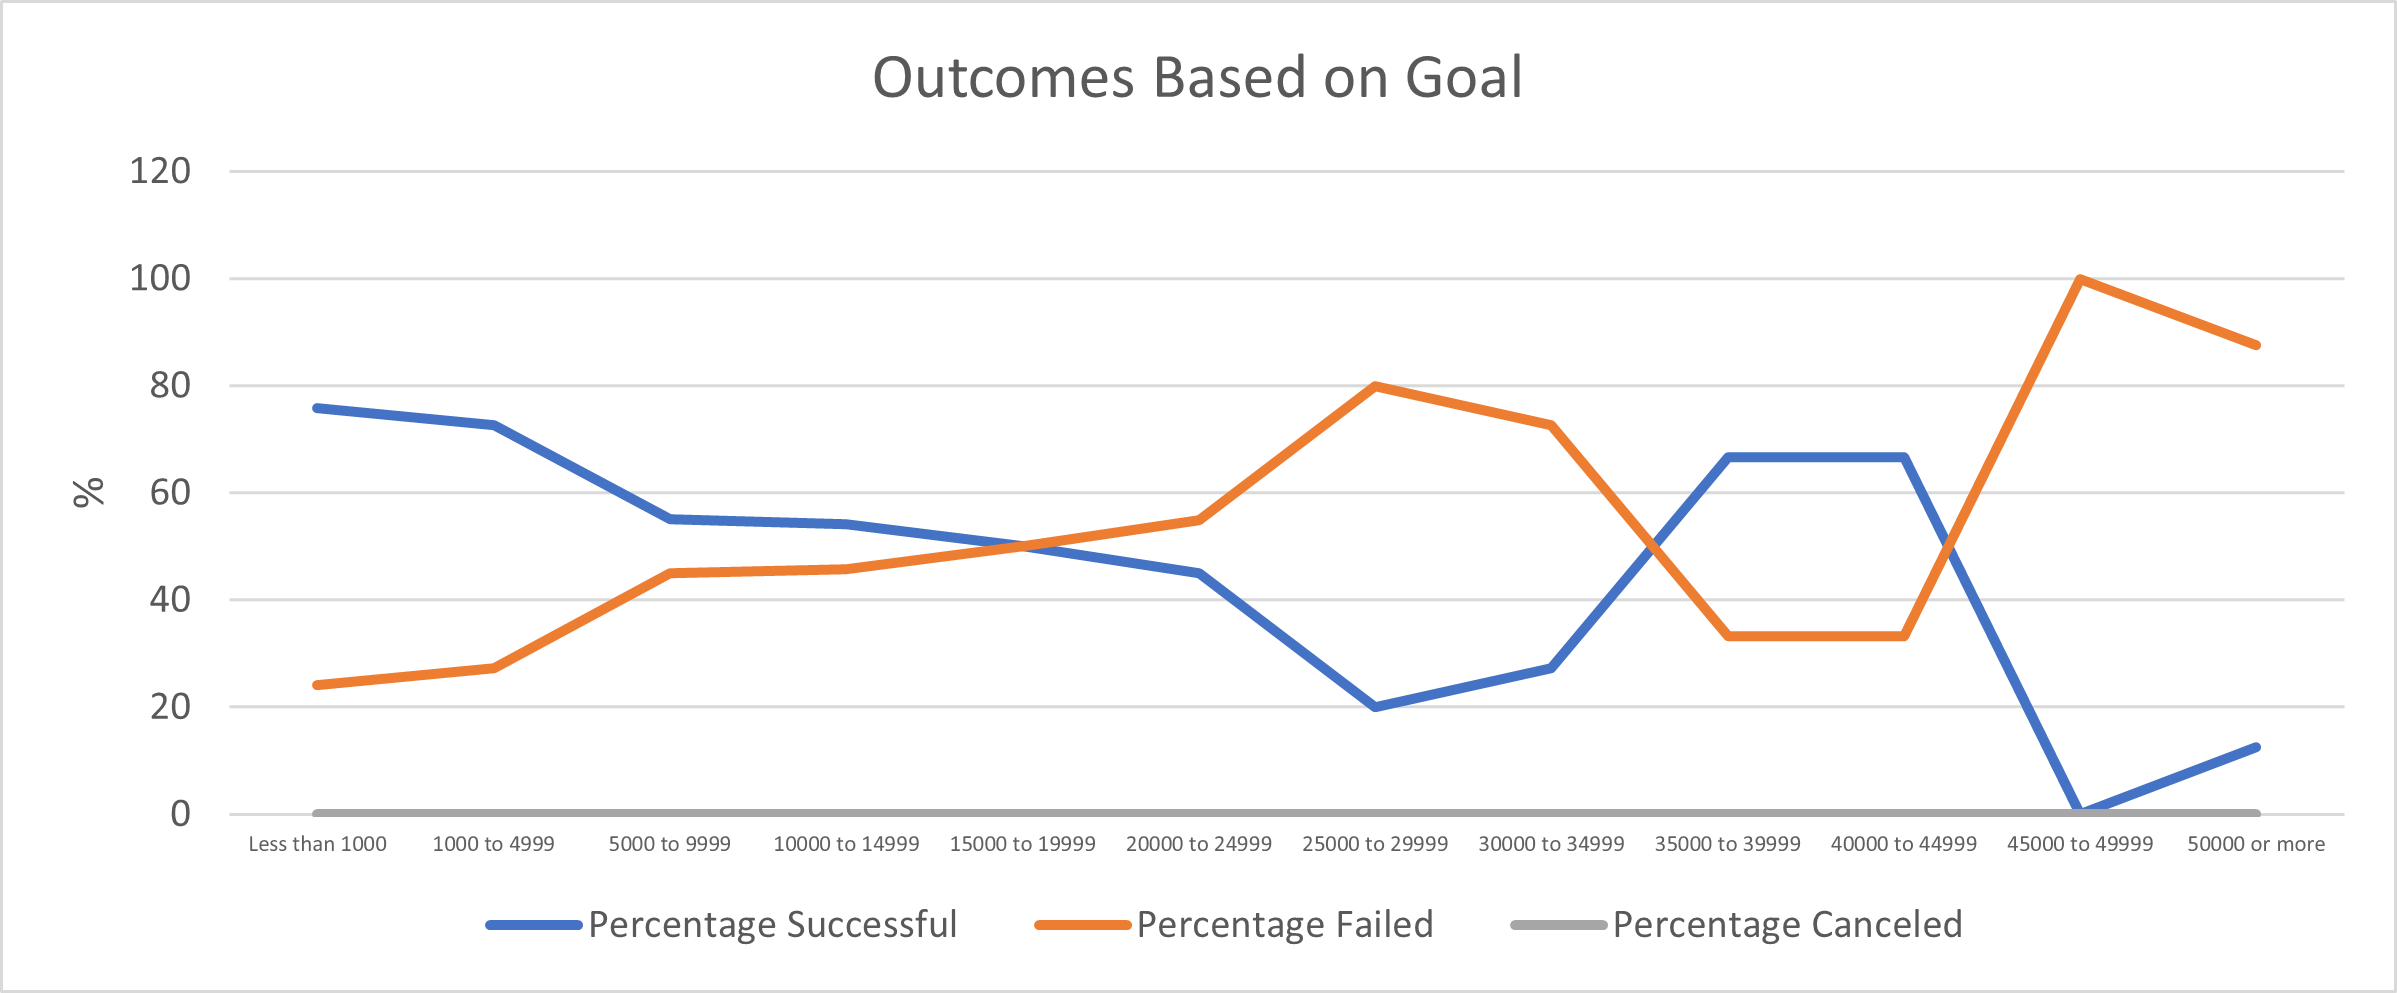 Outcomes Based on Goal
120
100
80
60
40
20
0
%
Less than 1000 1000 to 4999 5000 to 9999 10000 to 14999 15000 to 19999 20000 to 24999 25000 to 29999 30000 to 34999 35000 to 39999 40000 to 44999 45000 to 49999 50000 or more
Percentage Successful Percentage Failed Percentage Canceled